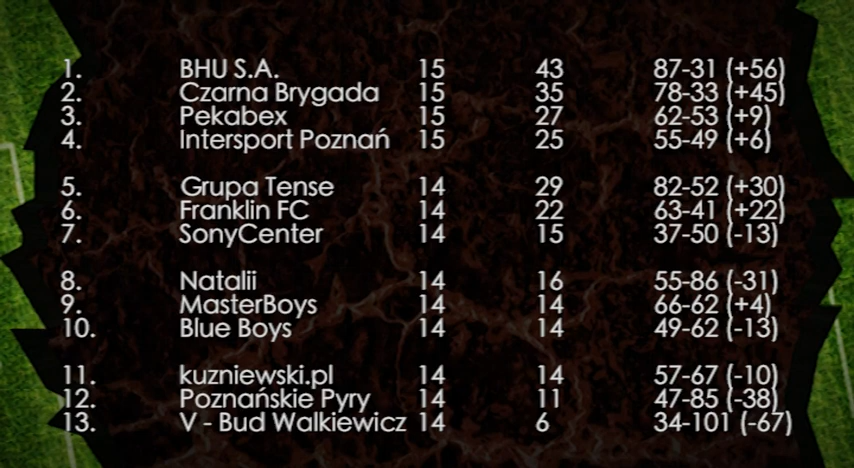 1. BHU S.A. 15 43 87-31 (+56)
2. Czarna Brygada 15 35 78-33 (+45)
3. Pekabex 15 27 62-53 (+9)
4. Intersport Poznań 15 25 55-49 (+6)
5. Grupa Tense 14 29 82-52 (+30)
6. Franklin FC 14 22 63-41 (+22)
7. SonyCenter 14 15 37-50 (-13)
8. Natalii 14 16 55-86 (-31)
9. MasterBoys 14 14 66-62 (+4)
10. Blue Boys 14 14 49-62 (-13)
11. kuzniewski.pl 14 14 57-67 (-10)
12. Poznańskie Pyry 14 11 47-85 (-38)
13. V - Bud Walkiewicz 14 6 34-101 (-67)